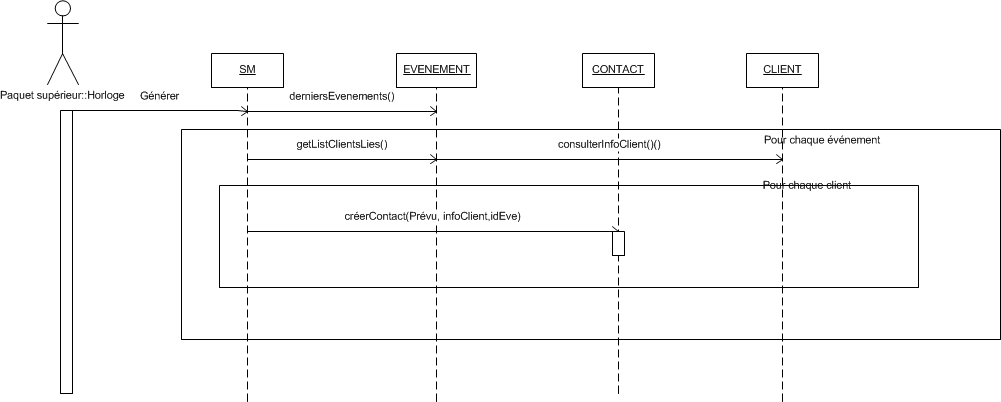 SM
EVENEMENT
CONTACT
CLIENT
Paquet supérieur::Horloge
Générer
derniersEvenements()
Pour chaque événement
getListClientsLies()
consulterInfoClient()()
Pour chaque client
créerContact(Prévu, infoClient,idEve)